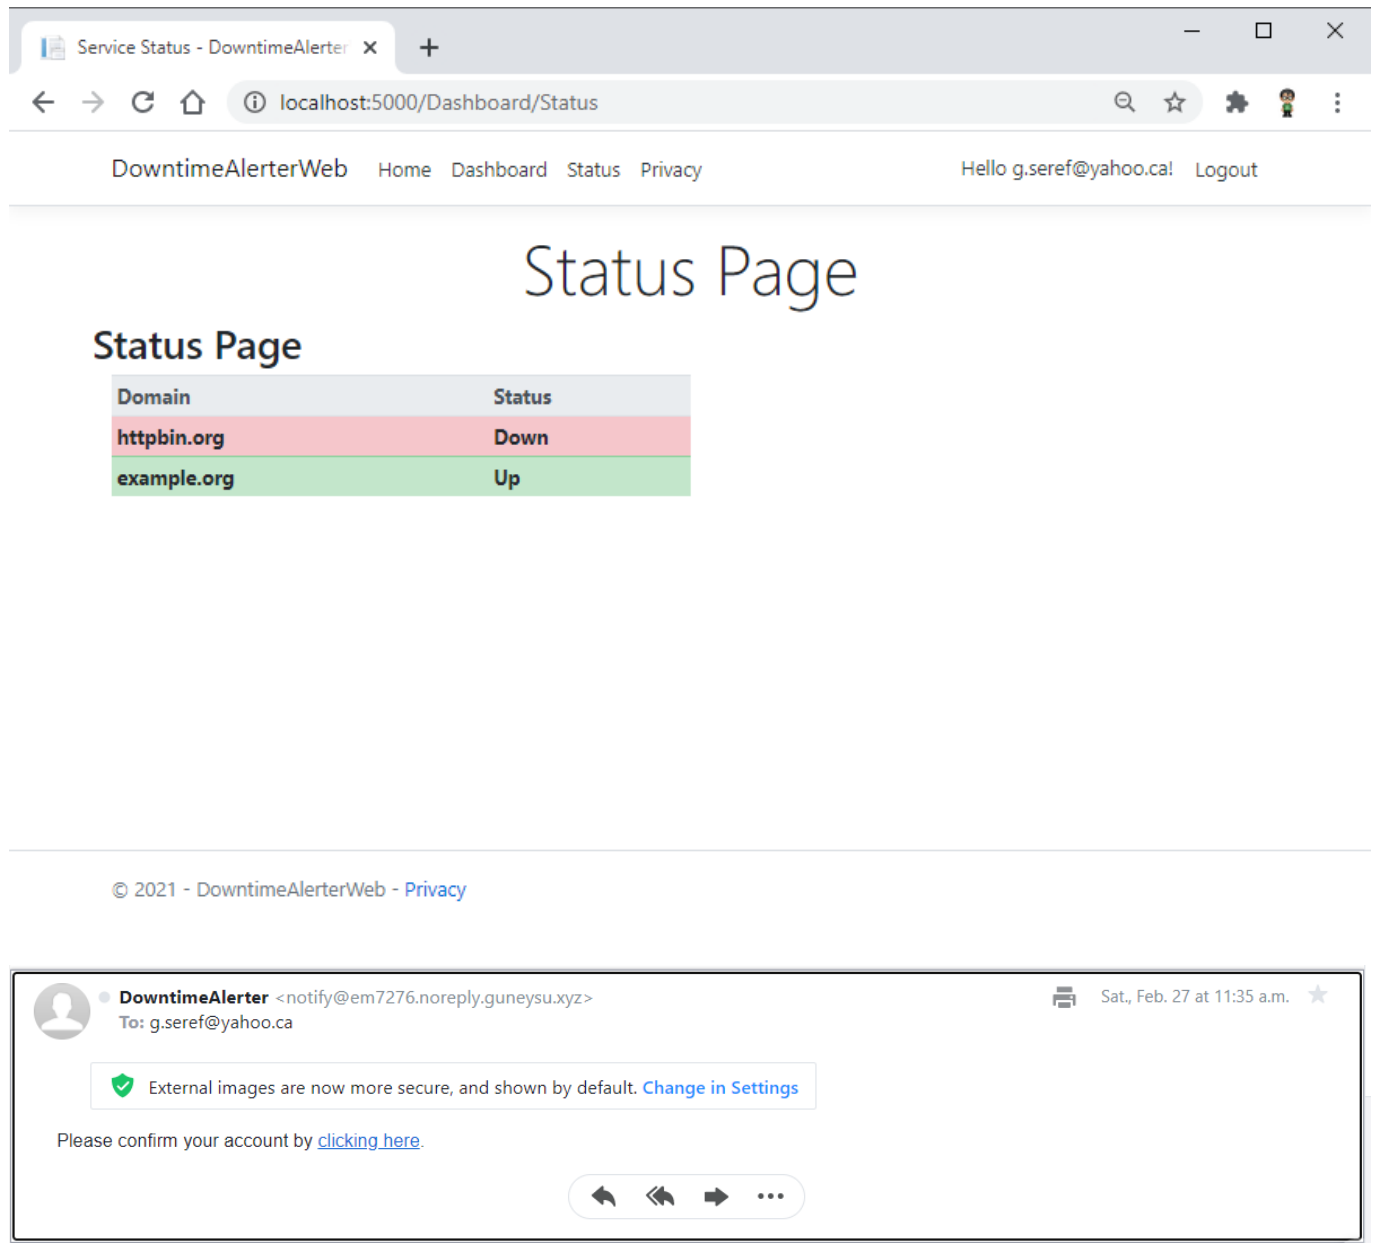 Service Status - DowntimeAlerter
localhost:5000/Dashboard/Status
DowntimeAlerterWeb Home Dashboard Status Privacy Hello g.seref@yahoo.ca! Logout
Status Page
Status Page
Domain Status
httpbin.org Down
example.org Up
© 2021 - DowntimeAlerterWeb - Privacy
DowntimeAlerter <notify@em7276.noreply.guneysu.xyz> Sat., Feb. 27 at 11:35 a.m.
To: g.seref@yahoo.ca
External images are now more secure, and shown by default. Change in Settings
Please confirm your account by clicking here.